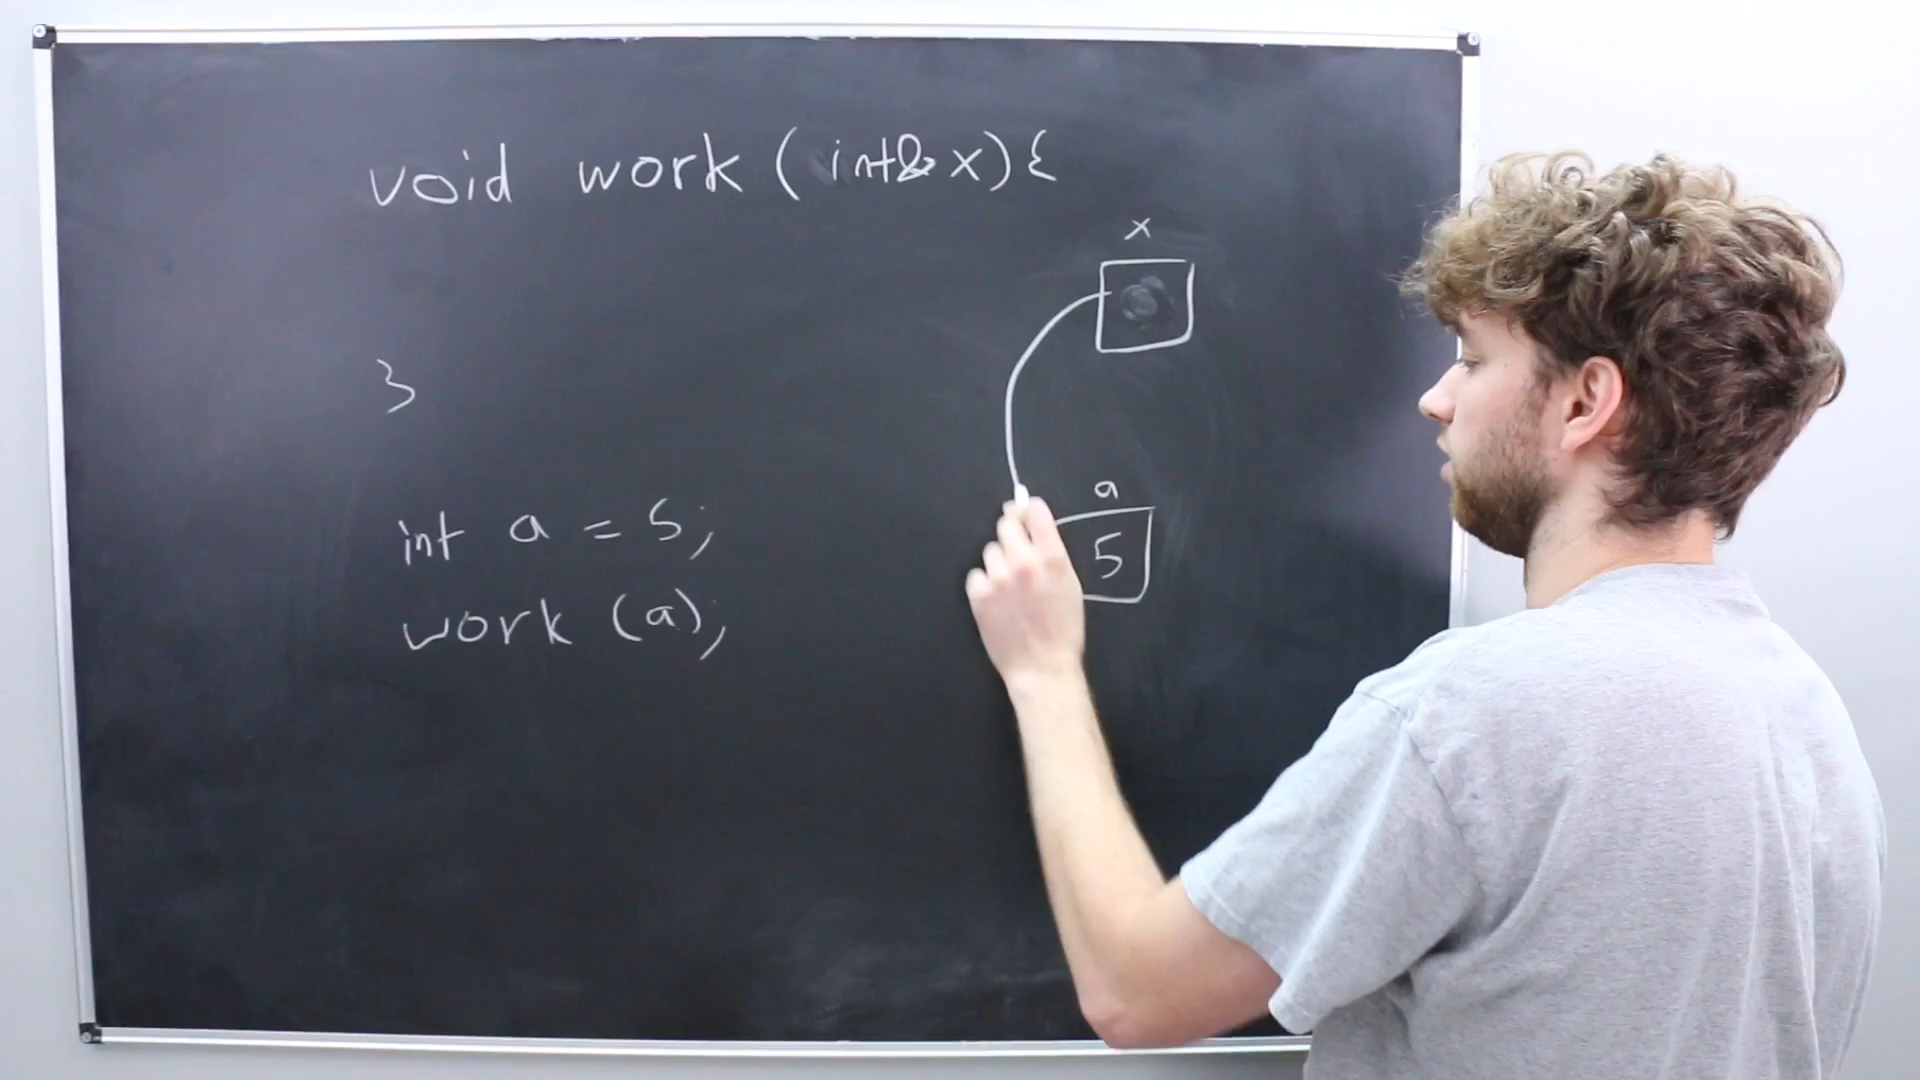 void work (int& x){
x
}
a
int a = 5;
5
work (a);